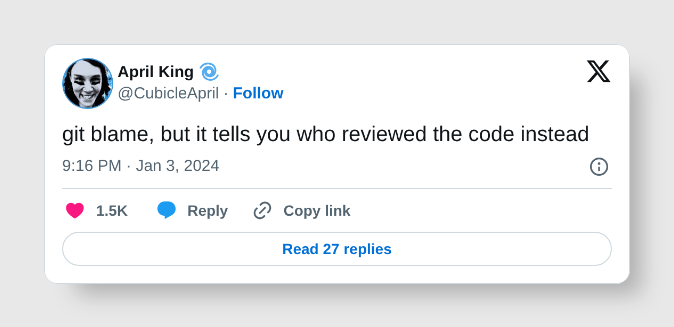 April King
@CubicleApril · Follow
git blame, but it tells you who reviewed the code instead
9:16 PM · Jan 3, 2024
1.5K Reply Copy link
Read 27 replies